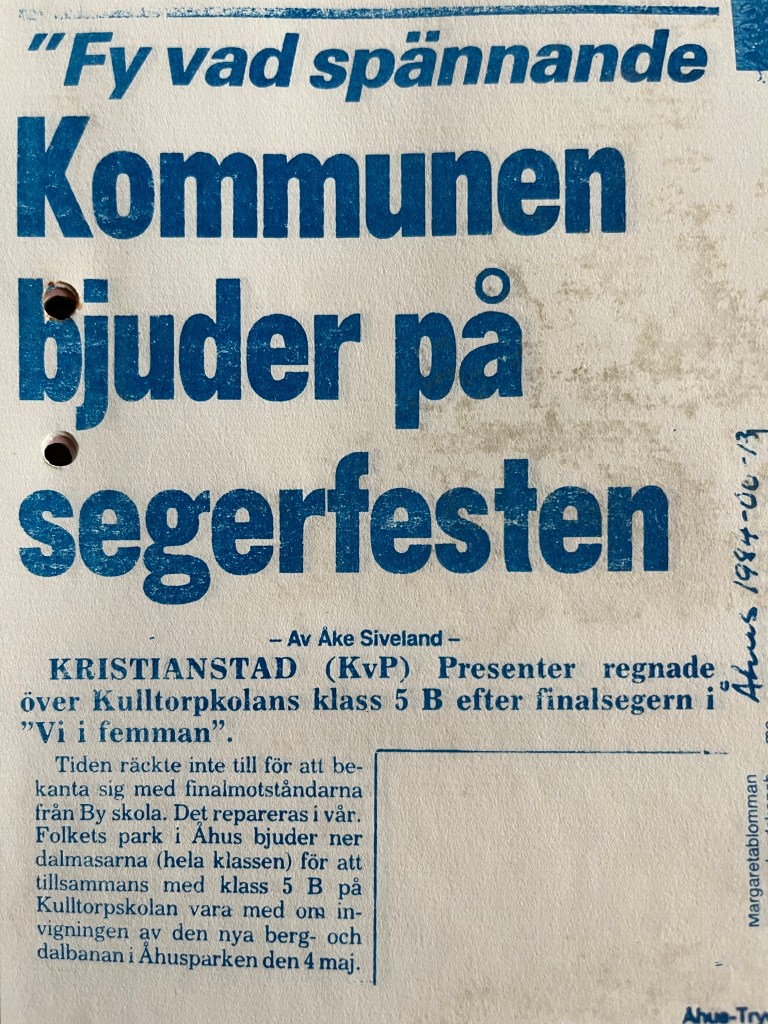 "Fy vad spännande
Kommunen
bjuder på
segerfesten
– Av Åke Siveland –
KRISTIANSTAD (KvP) Presenter regnade
över Kulltorpkolans klass 5 B efter finalsegern i
"Vi i femman".
Tiden räckte inte till för att be-
kanta sig med finalmotståndarna
från By skola. Det repareras i vår.
Folkets park i Åhus bjuder ner
dalmasarna (hela klassen) för att
tillsammans med klass 5 B på
Kulltorpskolan vara med om in-
vigningen av den nya berg- och
dalbanan i Åhusparken den 4 maj.
Åhus 1984-04-13
Margaretablomman
Åhus-Try